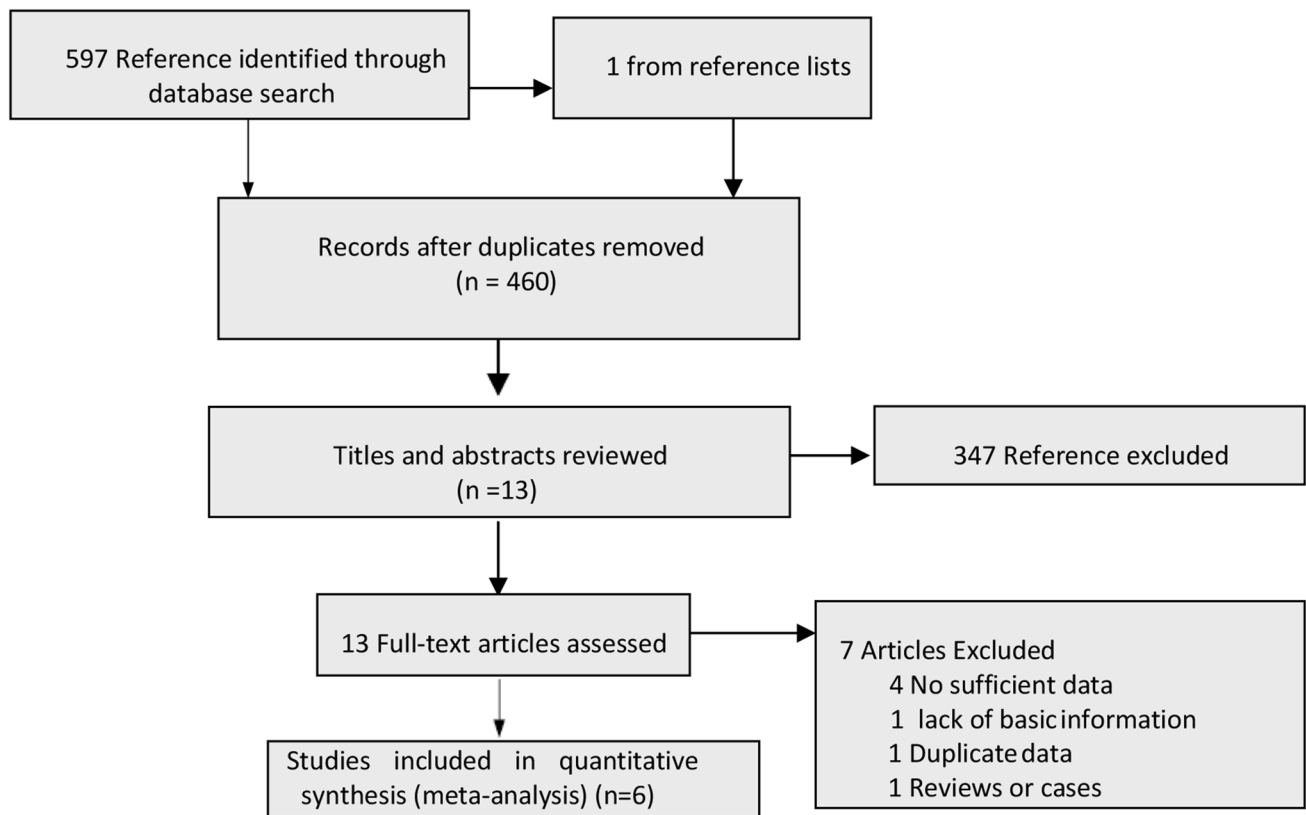 597 Reference identified through
database search
1 from reference lists
Records after duplicates removed
(n = 460)
Titles and abstracts reviewed
(n =13)
347 Reference excluded
13 Full-text articles assessed
7 Articles Excluded
4 No sufficient data
1 lack of basic information
1 Duplicate data
1 Reviews or cases
Studies included in quantitative
synthesis (meta-analysis) (n=6)